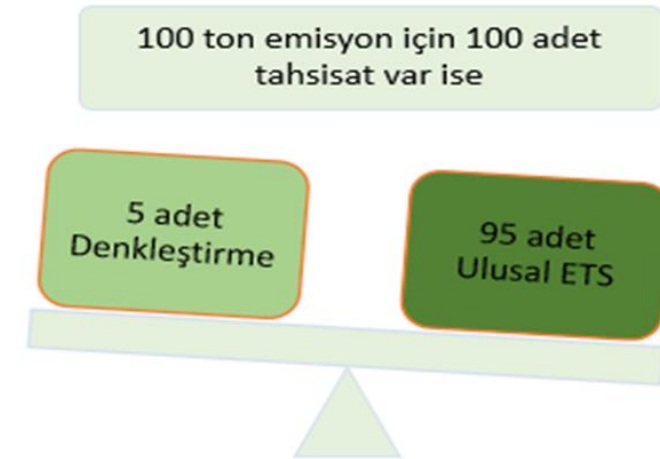 100 ton emisyon için 100 adet
tahsisat var ise
5 adet
Denkleştirme
95 adet
Ulusal ETS